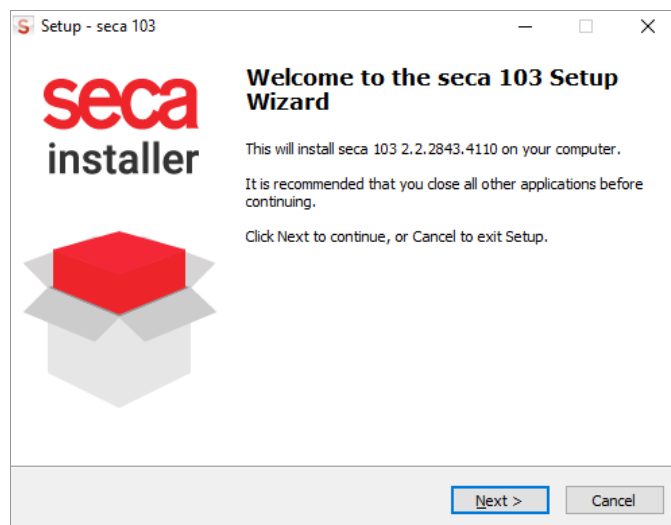 S Setup - seca 103
seca
installer
Welcome to the seca 103 Setup
Wizard
This will install seca 103 2.2.2843.4110 on your computer.
It is recommended that you close all other applications before
continuing.
Click Next to continue, or Cancel to exit Setup.
Next >
Cancel